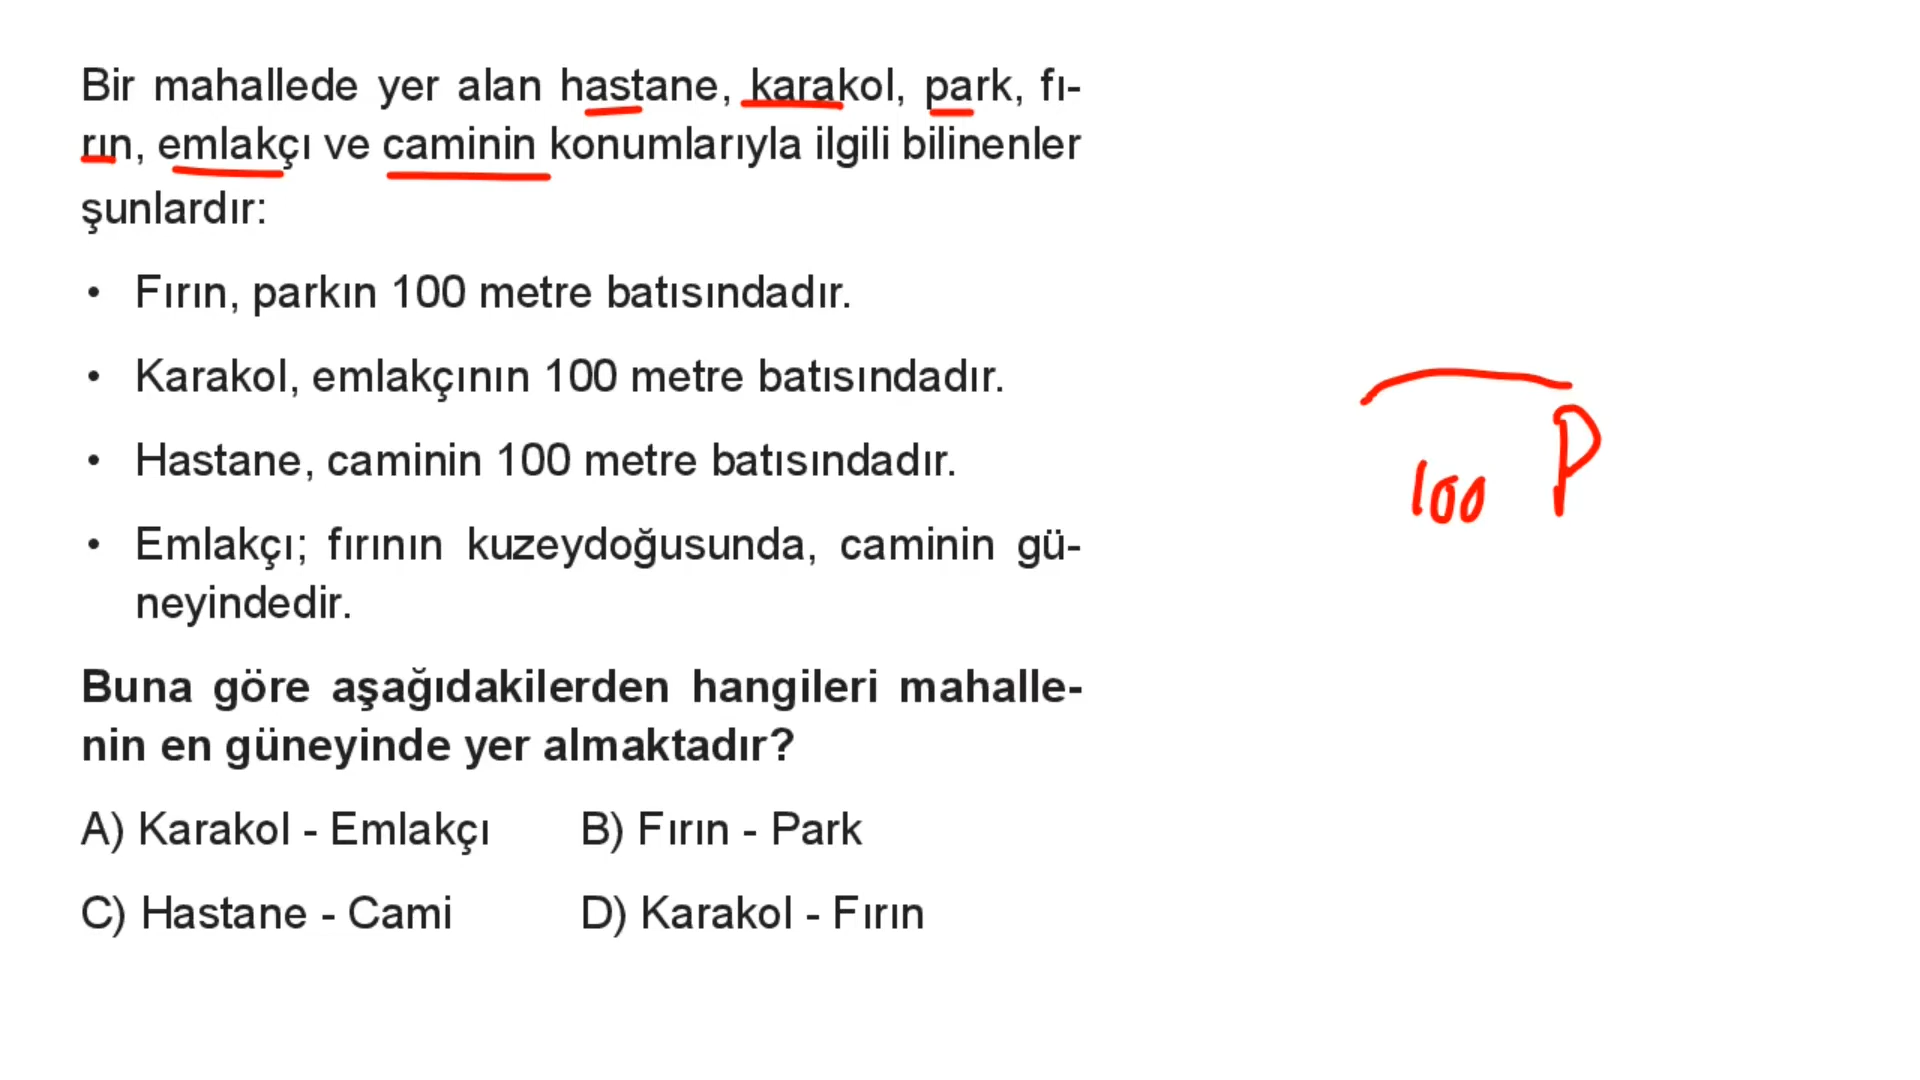 Bir mahallede yer alan hastane, karakol, park, fı-
rın, emlakçı ve caminin konumlarıyla ilgili bilinenler
şunlardır:
• Fırın, parkın 100 metre batısındadır.
• Karakol, emlakçının 100 metre batısındadır.
• Hastane, caminin 100 metre batısındadır.
• Emlakçı; fırının kuzeydoğusunda, caminin gü-
neyindedir.
Buna göre aşağıdakilerden hangileri mahalle-
nin en güneyinde yer almaktadır?
A) Karakol - Emlakçı B) Fırın - Park
C) Hastane - Cami D) Karakol - Fırın
100 P